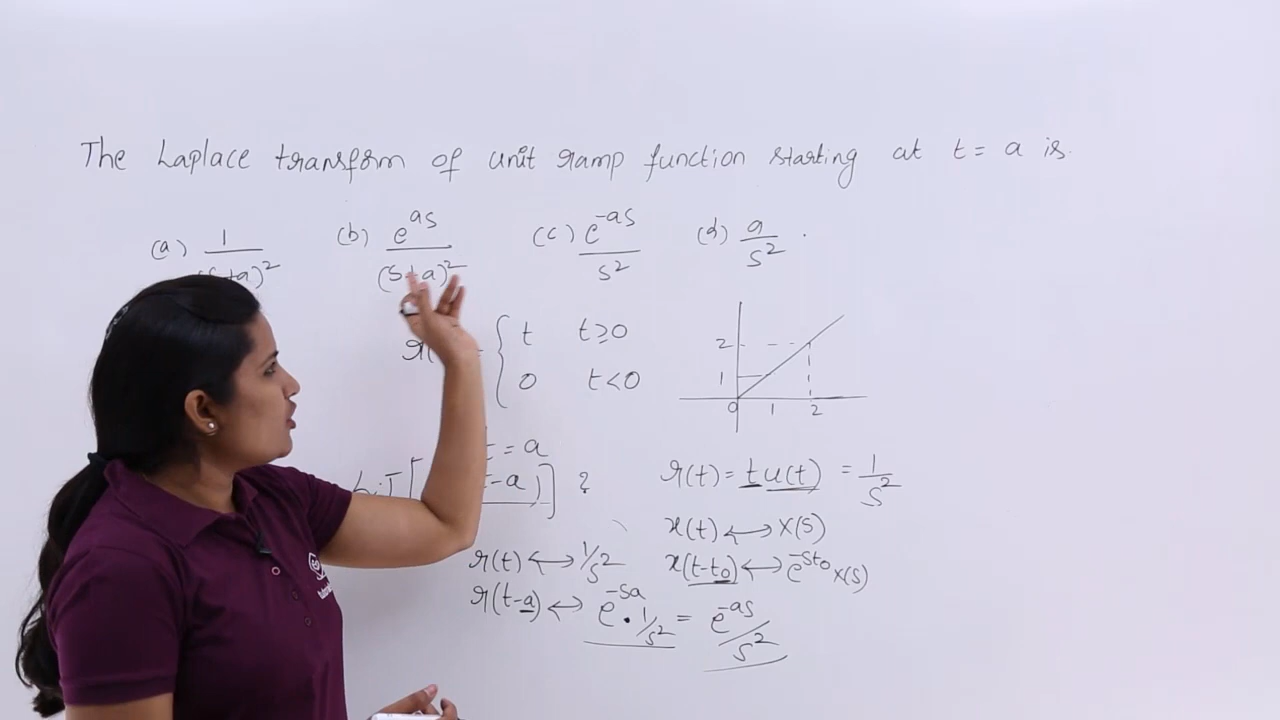 The Laplace transform of unit ramp function starting at t = a is
(a) 1/(s+a)² (b) e^{as}/(s+a)² (c) e^{-as}/s² (d) a/s² .
{ t t≥0
0 t<0
2
1
0 1 2
t = a
L.T[ t-a)] ?
r(t) = t u(t) = 1/s²
x(t) ↔ X(S)
x(t-t₀) ↔ e^{-St₀} X(S)
r(t) ↔ 1/s²
r(t-a) ↔ e^{-Sa} . 1/s² = e^{-as}/s²